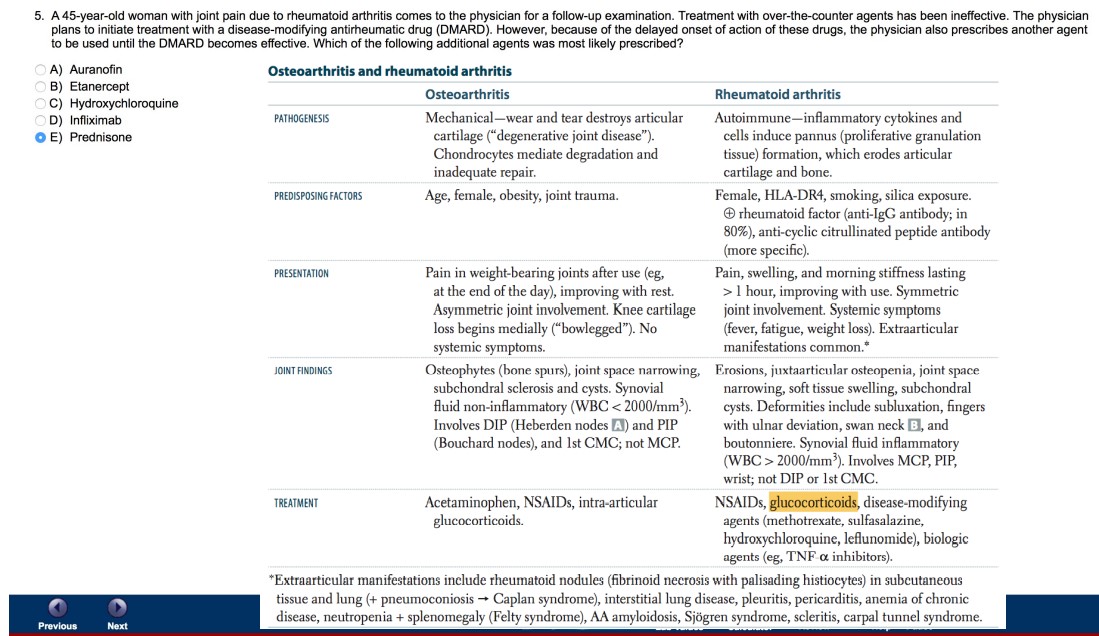 5. A 45-year-old woman with joint pain due to rheumatoid arthritis comes to the physician for a follow-up examination. Treatment with over-the-counter agents has been ineffective. The physician
plans to initiate treatment with a disease-modifying antirheumatic drug (DMARD). However, because of the delayed onset of action of these drugs, the physician also prescribes another agent
to be used until the DMARD becomes effective. Which of the following additional agents was most likely prescribed?
A) Auranofin
B) Etanercept
C) Hydroxychloroquine
D) Infliximab
E) Prednisone
Osteoarthritis and rheumatoid arthritis
Osteoarthritis
Rheumatoid arthritis
PATHOGENESIS
Mechanical—wear and tear destroys articular
cartilage (“degenerative joint disease”).
Chondrocytes mediate degradation and
inadequate repair.
Autoimmune—inflammatory cytokines and
cells induce pannus (proliferative granulation
tissue) formation, which erodes articular
cartilage and bone.
PREDISPOSING FACTORS
Age, female, obesity, joint trauma.
Female, HLA-DR4, smoking, silica exposure.
⊕ rheumatoid factor (anti-IgG antibody; in
80%), anti-cyclic citrullinated peptide antibody
(more specific).
PRESENTATION
Pain in weight-bearing joints after use (eg,
at the end of the day), improving with rest.
Asymmetric joint involvement. Knee cartilage
loss begins medially (“bowlegged”). No
systemic symptoms.
Pain, swelling, and morning stiffness lasting
> 1 hour, improving with use. Symmetric
joint involvement. Systemic symptoms
(fever, fatigue, weight loss). Extraarticular
manifestations common.*
JOINT FINDINGS
Osteophytes (bone spurs), joint space narrowing,
subchondral sclerosis and cysts. Synovial
fluid non-inflammatory (WBC < 2000/mm³).
Involves DIP (Heberden nodes A) and PIP
(Bouchard nodes), and 1st CMC; not MCP.
Erosions, juxtaarticular osteopenia, joint space
narrowing, soft tissue swelling, subchondral
cysts. Deformities include subluxation, fingers
with ulnar deviation, swan neck B, and
boutonniere. Synovial fluid inflammatory
(WBC > 2000/mm³). Involves MCP, PIP,
wrist; not DIP or 1st CMC.
TREATMENT
Acetaminophen, NSAIDs, intra-articular
glucocorticoids.
NSAIDs, glucocorticoids, disease-modifying
agents (methotrexate, sulfasalazine,
hydroxychloroquine, leflunomide), biologic
agents (eg, TNF-α inhibitors).
*Extraarticular manifestations include rheumatoid nodules (fibrinoid necrosis with palisading histiocytes) in subcutaneous
tissue and lung (+ pneumoconiosis → Caplan syndrome), interstitial lung disease, pleuritis, pericarditis, anemia of chronic
disease, neutropenia + splenomegaly (Felty syndrome), AA amyloidosis, Sjögren syndrome, scleritis, carpal tunnel syndrome.
Previous
Next